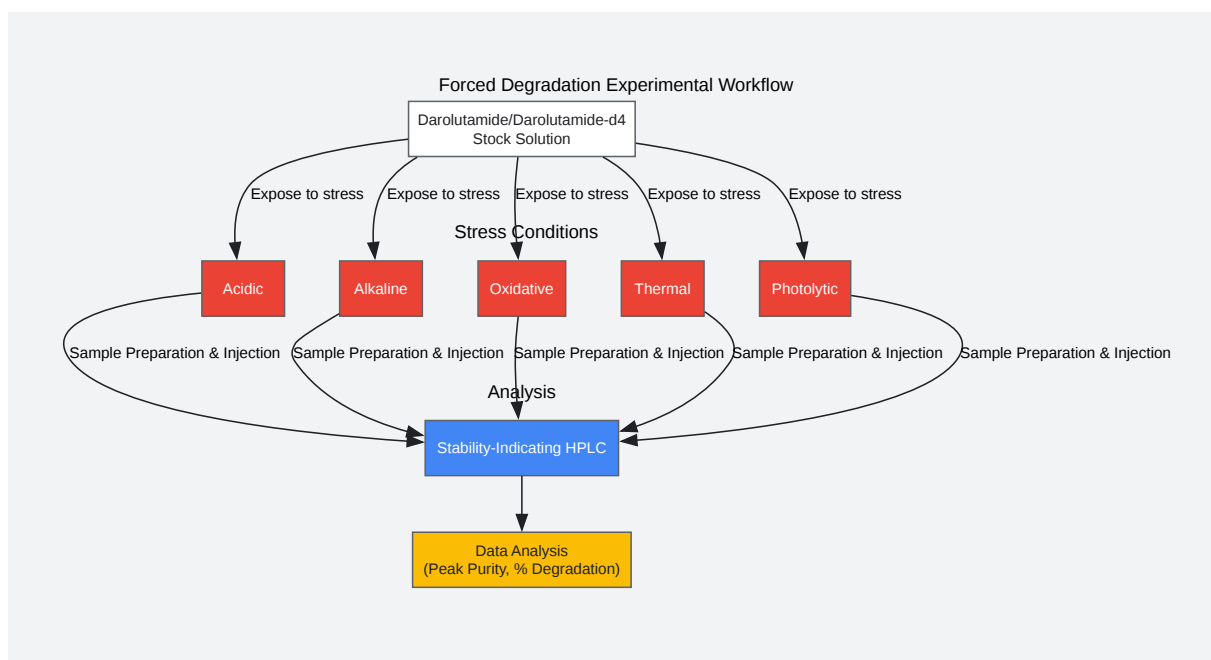 Forced Degradation Experimental Workflow
Darolutamide/Darolutamide-d4
Stock Solution
Expose to stress
Expose to stress
Expose to stress
Expose to stress
Expose to stress
Stress Conditions
Acidic
Alkaline
Oxidative
Thermal
Photolytic
Sample Preparation & Injection
Sample Preparation & Injection
Sample Preparation & Injection
Sample Preparation & Injection
Sample Preparation & Injection
Analysis
Stability-Indicating HPLC
Data Analysis
(Peak Purity, % Degradation)